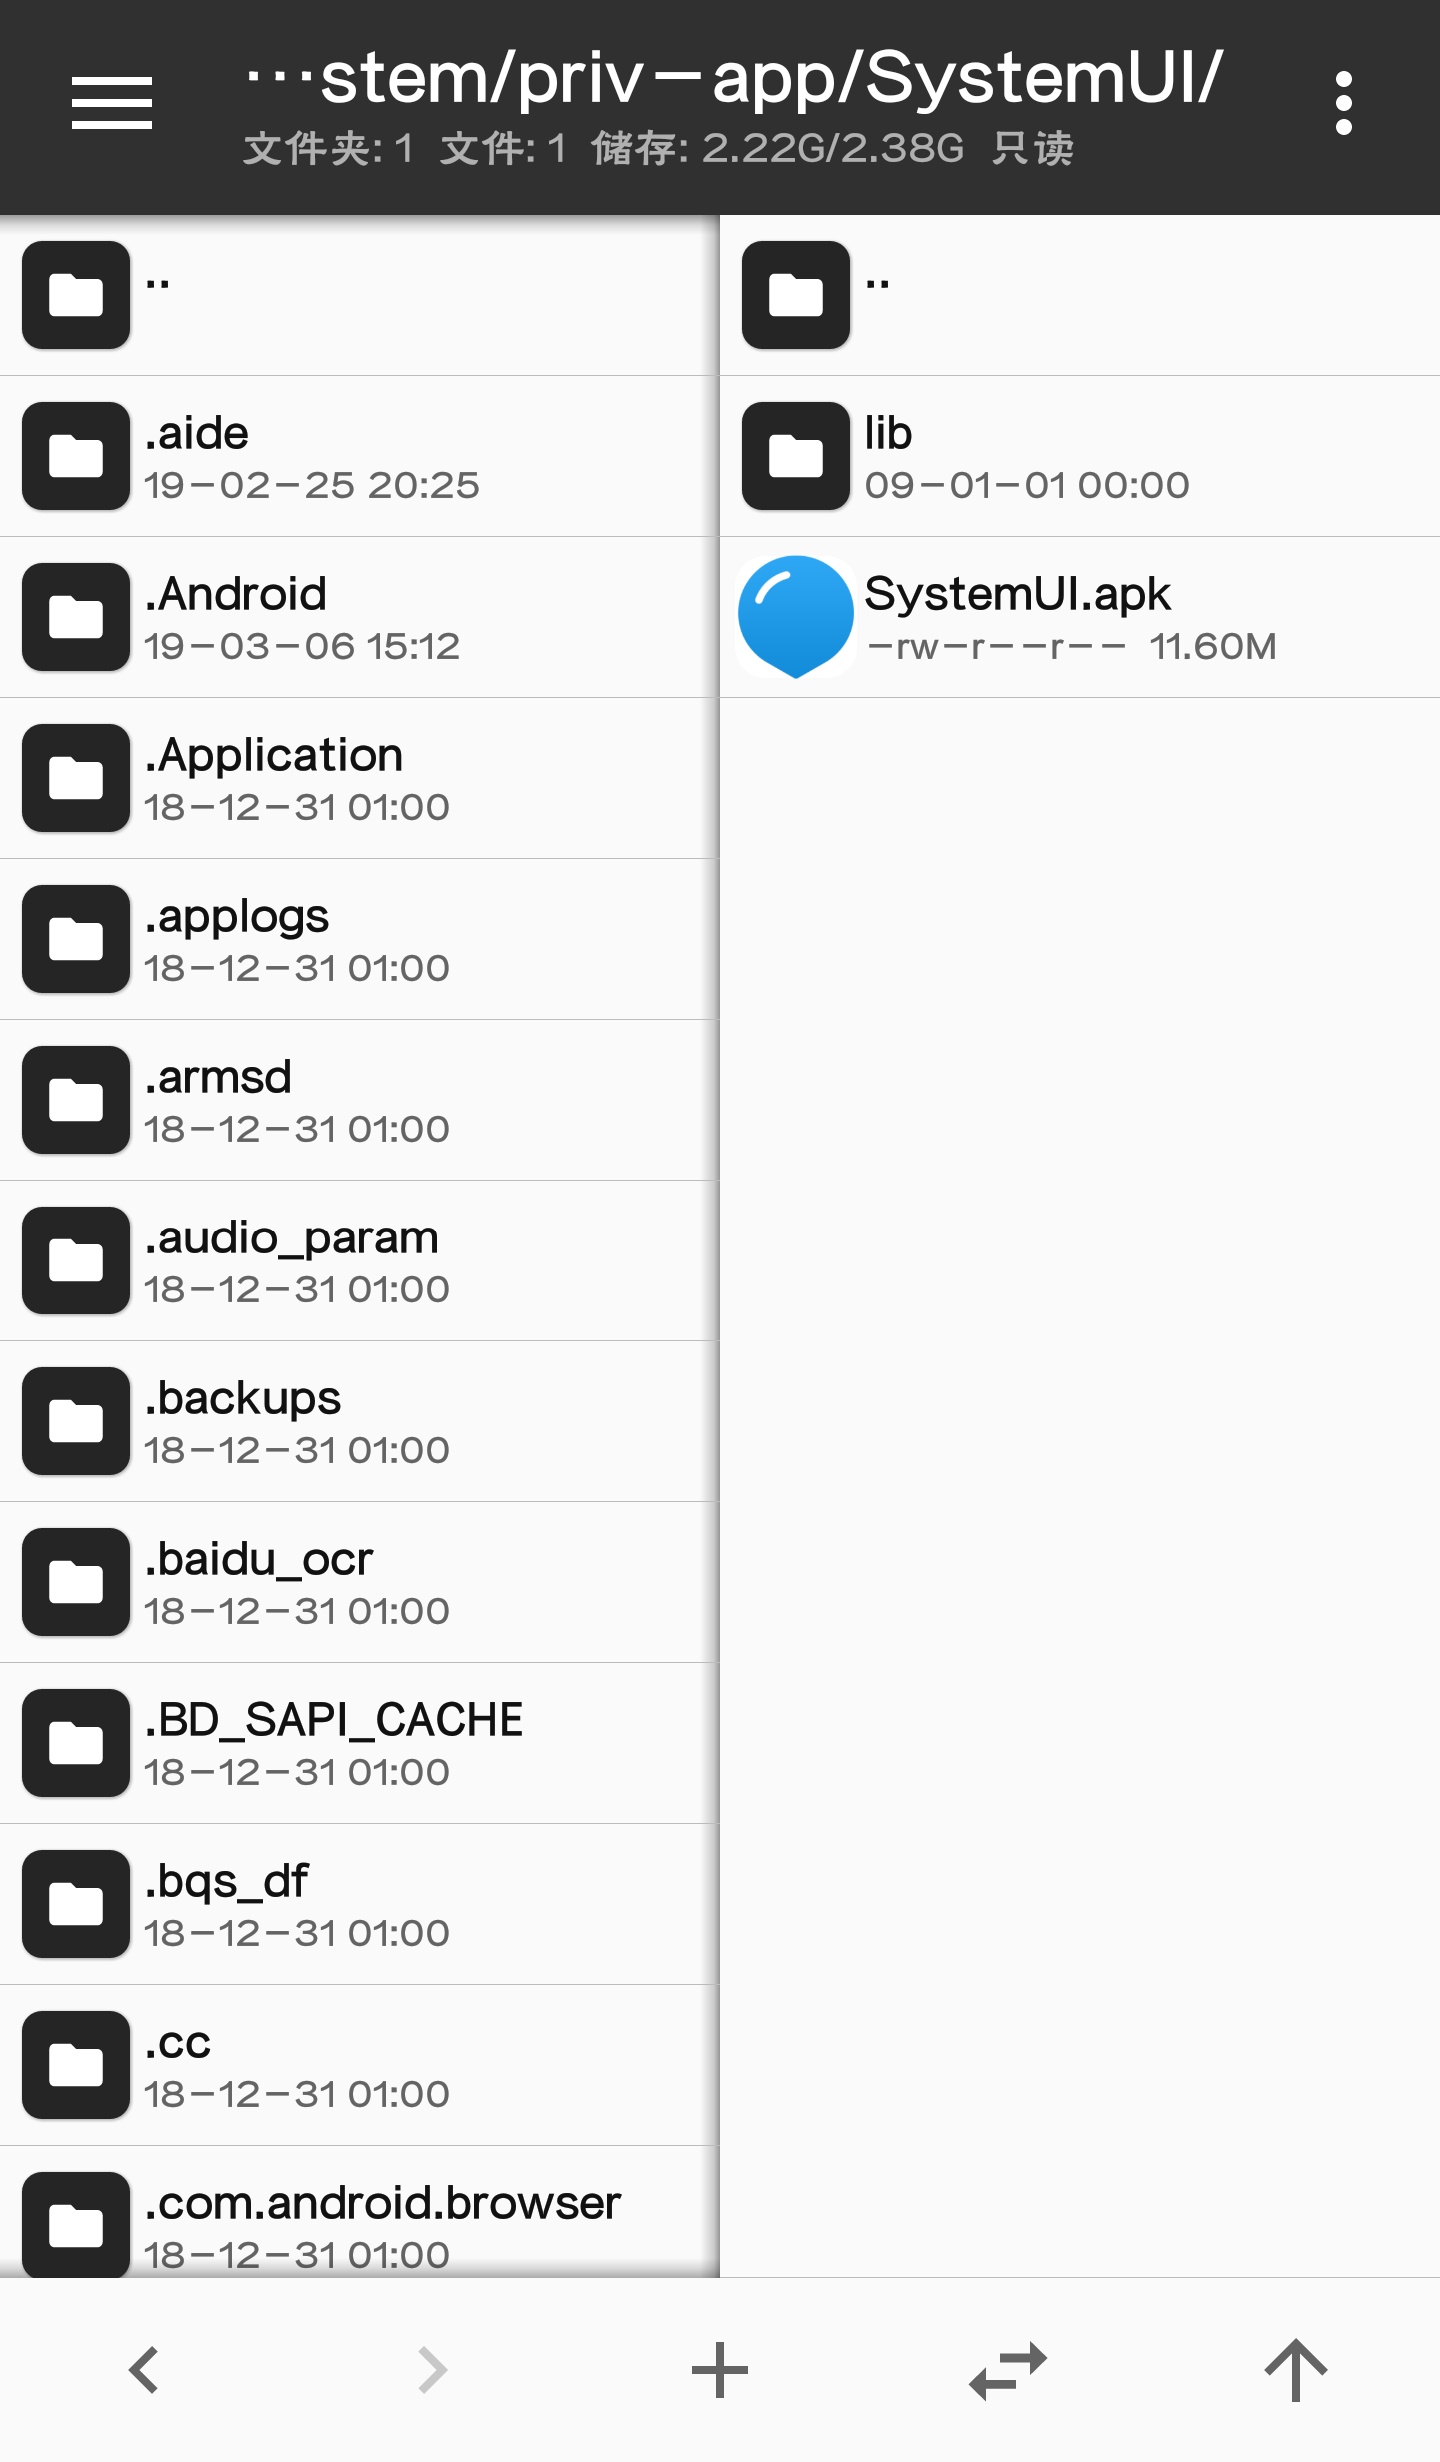 …stem/priv-app/SystemUI/
文件夹: 1 文件: 1 储存: 2.22G/2.38G 只读
..
.aide
19-02-25 20:25
.Android
19-03-06 15:12
.Application
18-12-31 01:00
.applogs
18-12-31 01:00
.armsd
18-12-31 01:00
.audio_param
18-12-31 01:00
.backups
18-12-31 01:00
.baidu_ocr
18-12-31 01:00
.BD_SAPI_CACHE
18-12-31 01:00
.bqs_df
18-12-31 01:00
.cc
18-12-31 01:00
.com.android.browser
18-12-31 01:00
..
lib
09-01-01 00:00
SystemUI.apk
-rw-r--r-- 11.60M